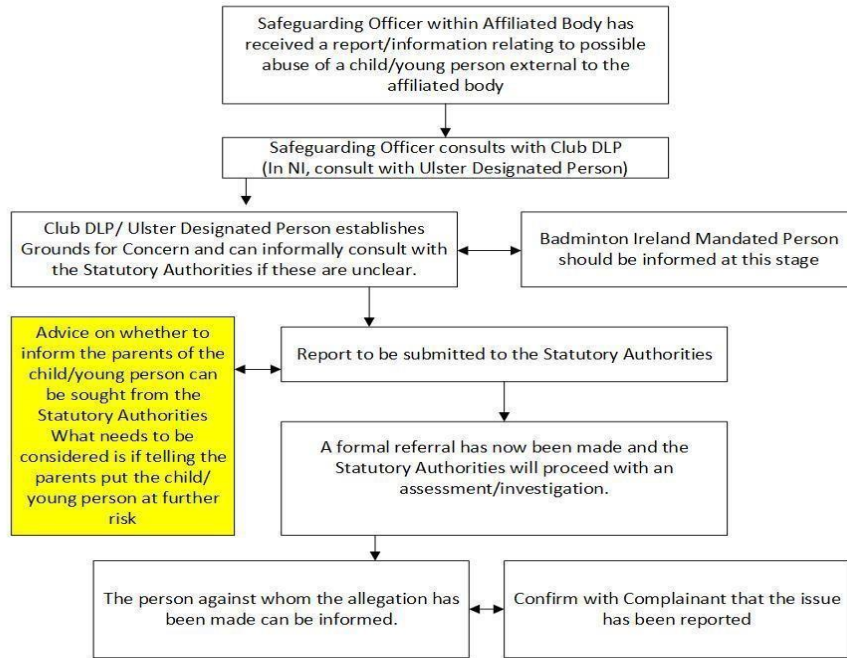 Safeguarding Officer within Affiliated Body has
received a report/information relating to possible
abuse of a child/young person external to the
affiliated body
Safeguarding Officer consults with Club DLP
(In NI, consult with Ulster Designated Person)
Club DLP/ Ulster Designated Person establishes
Grounds for Concern and can informally consult with
the Statutory Authorities if these are unclear.
Badminton Ireland Mandated Person
should be informed at this stage
Advice on whether to
inform the parents of the
child/young person can
be sought from the
Statutory Authorities
What needs to be
considered is if telling the
parents put the child/
young person at further
risk
Report to be submitted to the Statutory Authorities
A formal referral has now been made and the
Statutory Authorities will proceed with an
assessment/investigation.
The person against whom the allegation has
been made can be informed.
Confirm with Complainant that the issue
has been reported